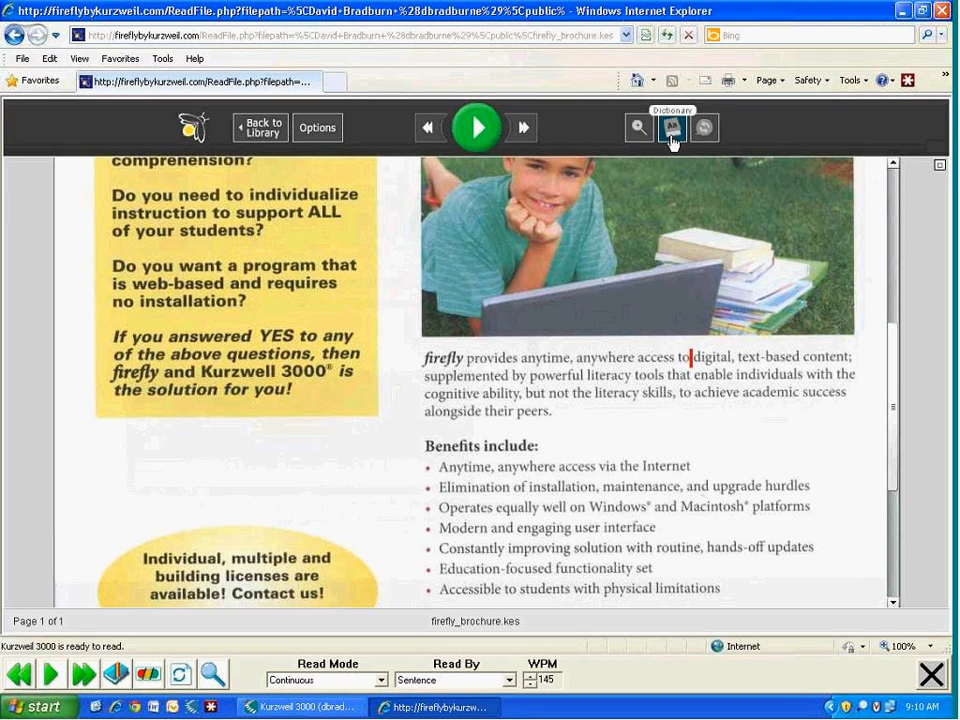 http://fireflybykurzweil.com/ReadFile.php?filepath=%5CDavid+Bradburn+%28dbradburne%29%5Cpublic% - Windows Internet Explorer
http://fireflybykurzweil.com/ReadFile.php?filepath=%5CDavid+Bradburn+%28dbradburne%29%5Cpublic%5Cfirefly_brochure.kes
Bing
File Edit View Favorites Tools Help
Favorites
http://fireflybykurzweil.com/ReadFile.php?filepath=...
Page Safety Tools
Back to Library
Options
Dictionary
comprehension?
Do you need to individualize
instruction to support ALL
of your students?
Do you want a program that
is web-based and requires
no installation?
If you answered YES to any
of the above questions, then
firefly and Kurzweil 3000® is
the solution for you!
Individual, multiple and
building licenses are
available! Contact us!
firefly provides anytime, anywhere access to digital, text-based content;
supplemented by powerful literacy tools that enable individuals with the
cognitive ability, but not the literacy skills, to achieve academic success
alongside their peers.
Benefits include:
• Anytime, anywhere access via the Internet
• Elimination of installation, maintenance, and upgrade hurdles
• Operates equally well on Windows® and Macintosh® platforms
• Modern and engaging user interface
• Constantly improving solution with routine, hands-off updates
• Education-focused functionality set
• Accessible to students with physical limitations
Page 1 of 1
firefly_brochure.kes
Kurzweil 3000 is ready to read.
Internet
100%
Read Mode
Read By
WPM
Continuous
Sentence
145
start
Kurzweil 3000 (dbrad...
http://fireflybykurzw...
9:10 AM